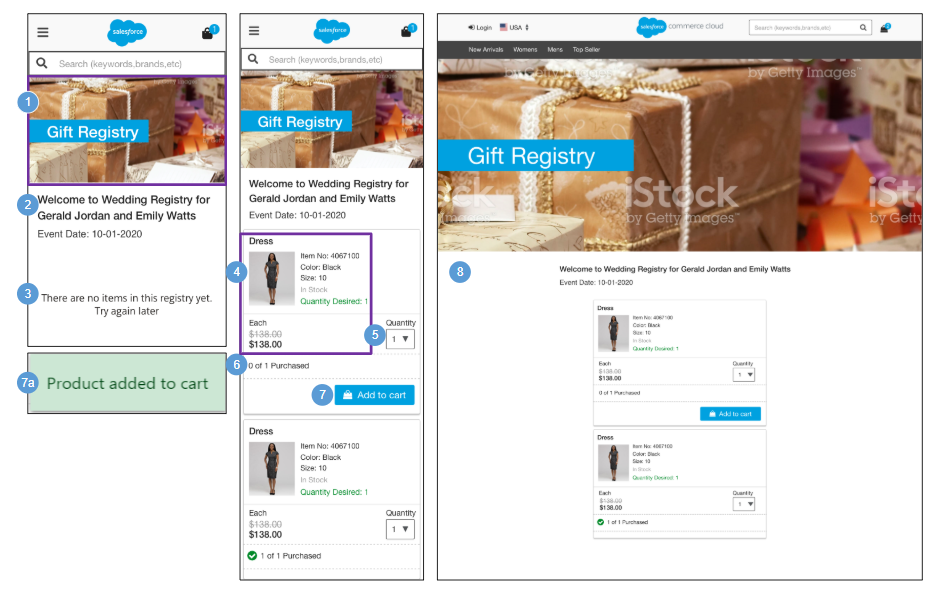 salesforce
1
Search (keywords,brands,etc)
1
Gift Registry
2
Welcome to Wedding Registry for
Gerald Jordan and Emily Watts
Event Date: 10-01-2020
3
There are no items in this registry yet.
Try again later
7a
Product added to cart
salesforce
1
Search (keywords,brands,etc)
Gift Registry
Welcome to Wedding Registry for
Gerald Jordan and Emily Watts
Event Date: 10-01-2020
Dress
4
Item No: 4067100
Color: Black
Size: 10
In Stock
Quantity Desired: 1
Each
Quantity
$138.00
$138.00
5
1
6
0 of 1 Purchased
7
Add to cart
Dress
Item No: 4067100
Color: Black
Size: 10
In Stock
Quantity Desired: 1
Each
Quantity
$138.00
$138.00
1
1 of 1 Purchased
Login
USA
salesforce
commerce cloud
Search (keywords,brands,etc)
New Arrivals Womens Mens Top Seller
by Getty Images
by Getty Images™
Gift Registry
iStock
by Getty Images™
iSto
by Getty
8
Welcome to Wedding Registry for Gerald Jordan and Emily Watts
Event Date: 10-01-2020
Dress
Item No: 4067100
Color: Black
Size: 10
In Stock
Quantity Desired: 1
Each
Quantity
$138.00
$138.00
1
0 of 1 Purchased
Add to cart
Dress
Item No: 4067100
Color: Black
Size: 10
In Stock
Quantity Desired: 1
Each
Quantity
$138.00
$138.00
1
1 of 1 Purchased